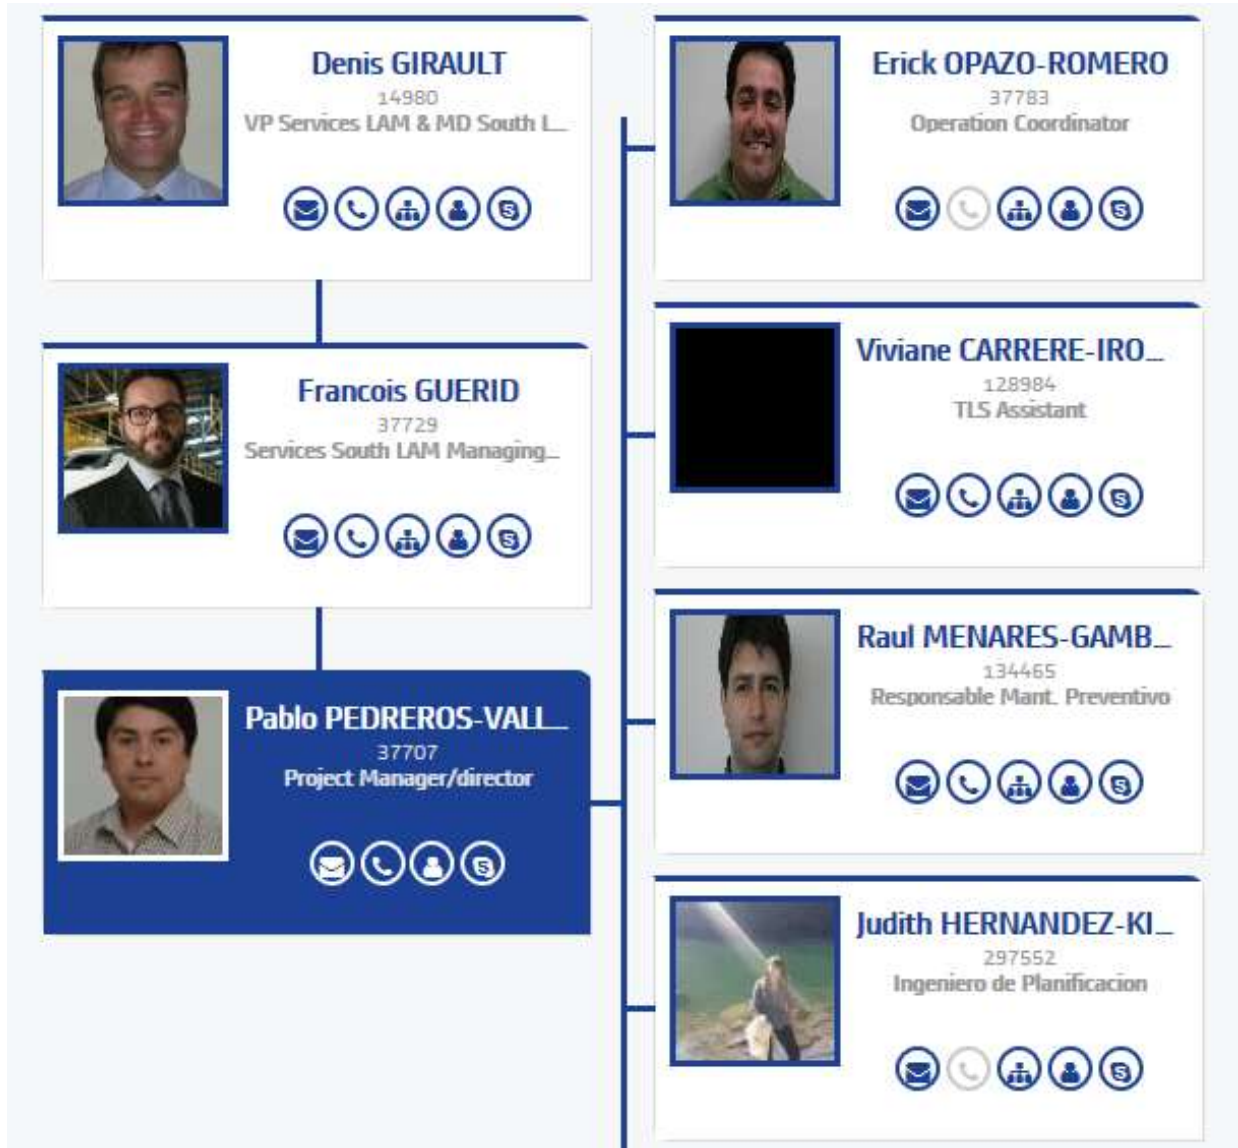 Denis GIRAULT
14980
VP Services LAM & MD South L...
Francois GUERID
37729
Services South LAM Managing...
Pablo PEDREROS-VALL...
37707
Project Manager/director
Erick OPAZO-ROMERO
37783
Operation Coordinator
Viviane CARRERE-IRO...
128984
TLS Assistant
Raul MENARES-GAMB...
134465
Responsable Mant. Preventivo
Judith HERNANDEZ-KI...
297552
Ingeniero de Planificacion